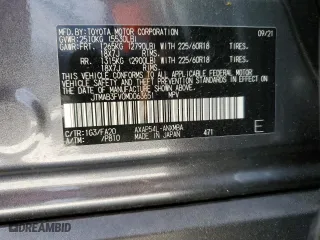 MFD.BY:TOYOTA MOTOR CORPORATION 09/21
GVWR:2510KG (5530LB)
GAWR:FRT. 1265KG (2790LB) WITH 225/60R18 TIRES,
18X7J RIMS,
RR. 1315KG (2900LB) WITH 225/60R18 TIRES,
18X7J RIMS,
THIS VEHICLE CONFORMS TO ALL APPLICABLE FEDERAL MOTOR
VEHICLE SAFETY AND THEFT PREVENTION STANDARDS IN
EFFECT ON THE DATE OF MANUFACTURE SHOWN ABOVE.
MPV
C/TR:1G3/FA20 AXAP54L-ANXMBA
A/TM: /P810 MADE IN JAPAN 471 E